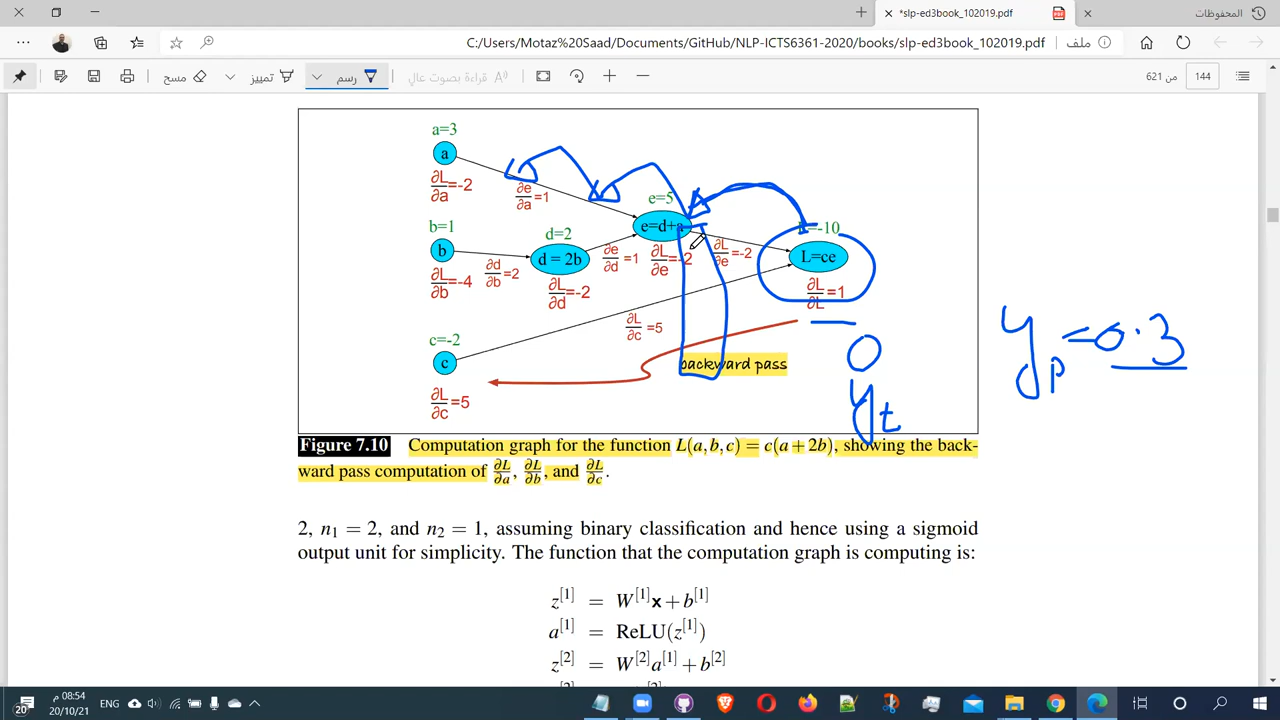 *slp-ed3book_102019.pdf
المحفوظات
C:/Users/Motaz%20Saad/Documents/GitHub/NLP-ICTS6361-2020/books/slp-ed3book_102019.pdf
ملف
مسح
تمييز
رسم
قراءة بصوت عالٍ
من 621
144
a=3
a
∂L/∂a=-2
∂e/∂a=1
e=5
e=d+a
∂L/∂e=-2
∂L/∂e=-2
L=-10
L=ce
∂L/∂L=1
b=1
b
∂L/∂b=-4
∂d/∂b=2
d=2
d = 2b
∂L/∂d=-2
∂e/∂d=1
∂L/∂c=5
c=-2
c
∂L/∂c=5
backward pass
0
yt
yp=0.3
Figure 7.10 Computation graph for the function L(a,b,c) = c(a+2b), showing the back-
ward pass computation of ∂L/∂a, ∂L/∂b, and ∂L/∂c.
2, n1 = 2, and n2 = 1, assuming binary classification and hence using a sigmoid
output unit for simplicity. The function that the computation graph is computing is:
z[1] = W[1]x+b[1]
a[1] = ReLU(z[1])
z[2] = W[2]a[1]+b[2]
08:54 م
20/10/21
ENG
20